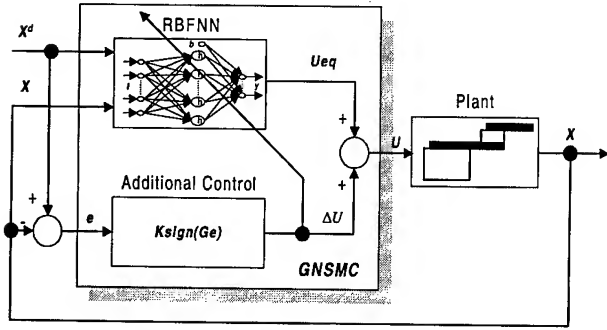 RBFNN
X^d
b
Ueq
h
X
h
y
h
Plant
+
U
X
+
Additional Control
+
-
e
Ksign(Ge)
ΔU
GNSMC